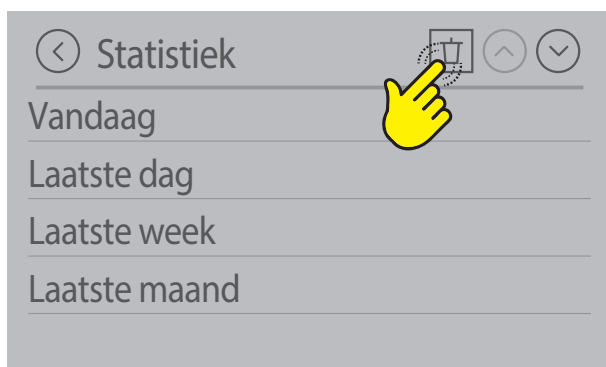 Statistiek
Vandaag
Laatste dag
Laatste week
Laatste maand